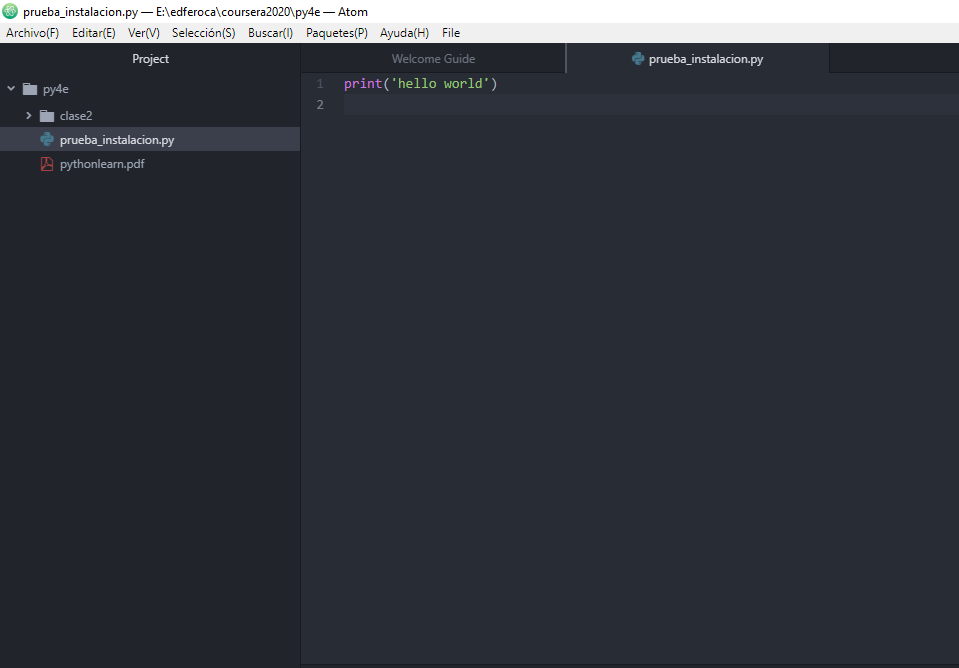 prueba_instalacion.py — E:\edferoca\coursera2020\py4e — Atom
Archivo(F) Editar(E) Ver(V) Selección(S) Buscar(I) Paquetes(P) Ayuda(H) File
Project
py4e
clase2
prueba_instalacion.py
pythonlearn.pdf
Welcome Guide prueba_instalacion.py
1 print('hello world')
2